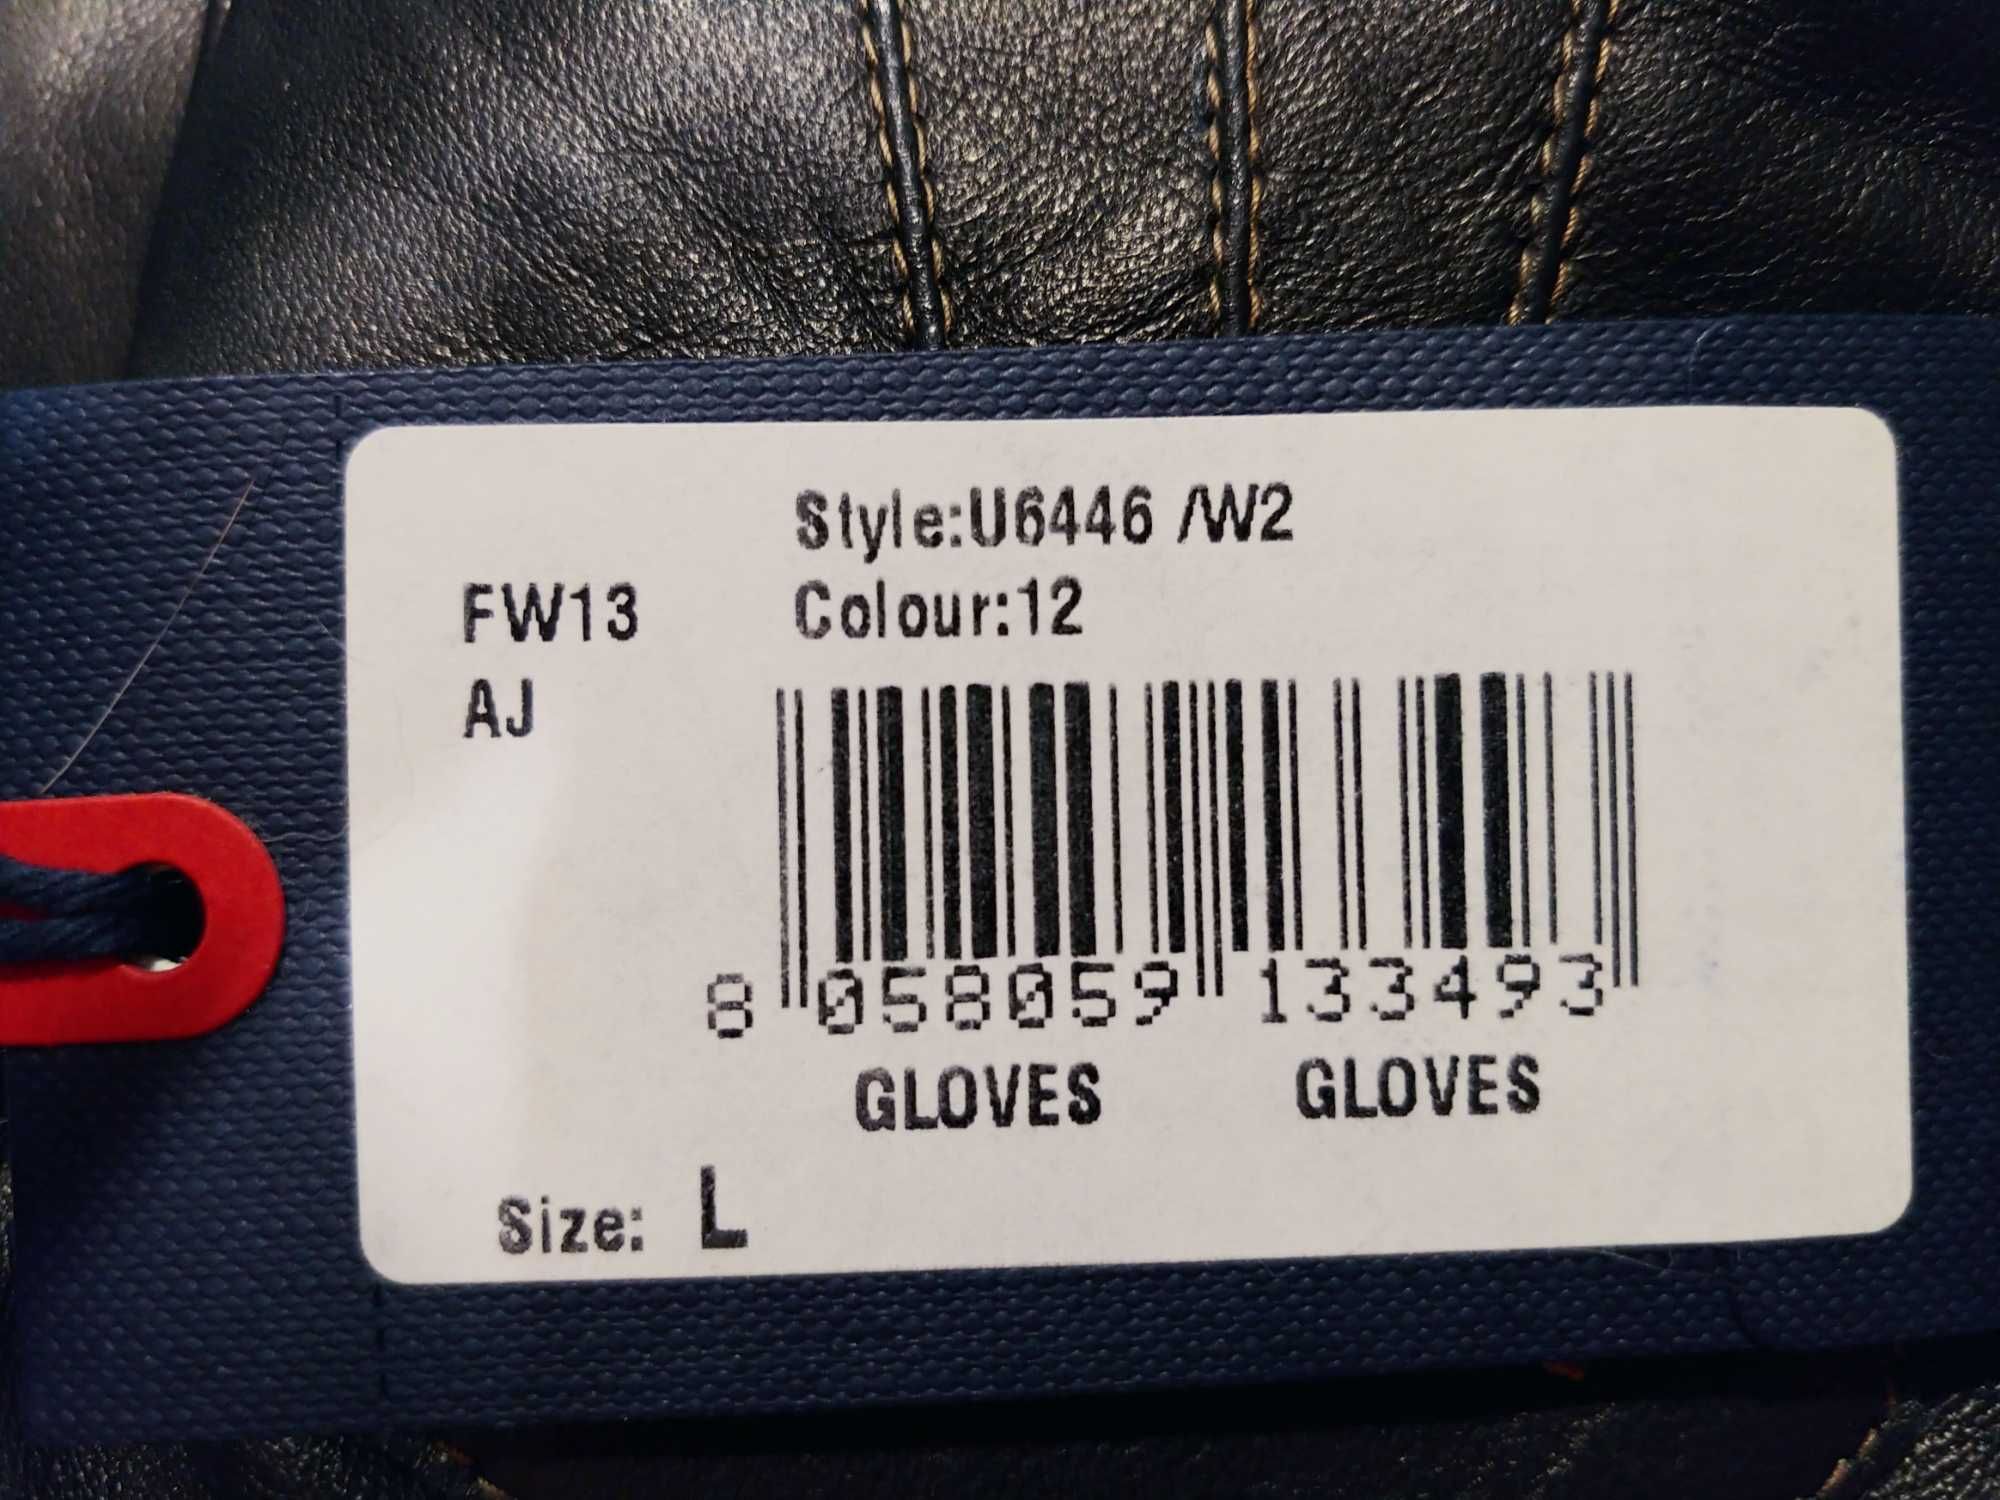 Style:U6446 /W2
FW13 Colour:12
AJ
8 058059 133493
GLOVES GLOVES
Size: L